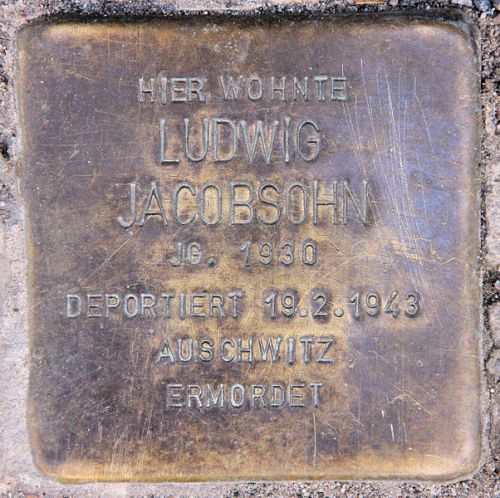 HIER WOHNTE
LUDWIG
JACOBSOHN
JG. 1930
DEPORTIERT 19.2.1943
AUSCHWITZ
ERMORDET